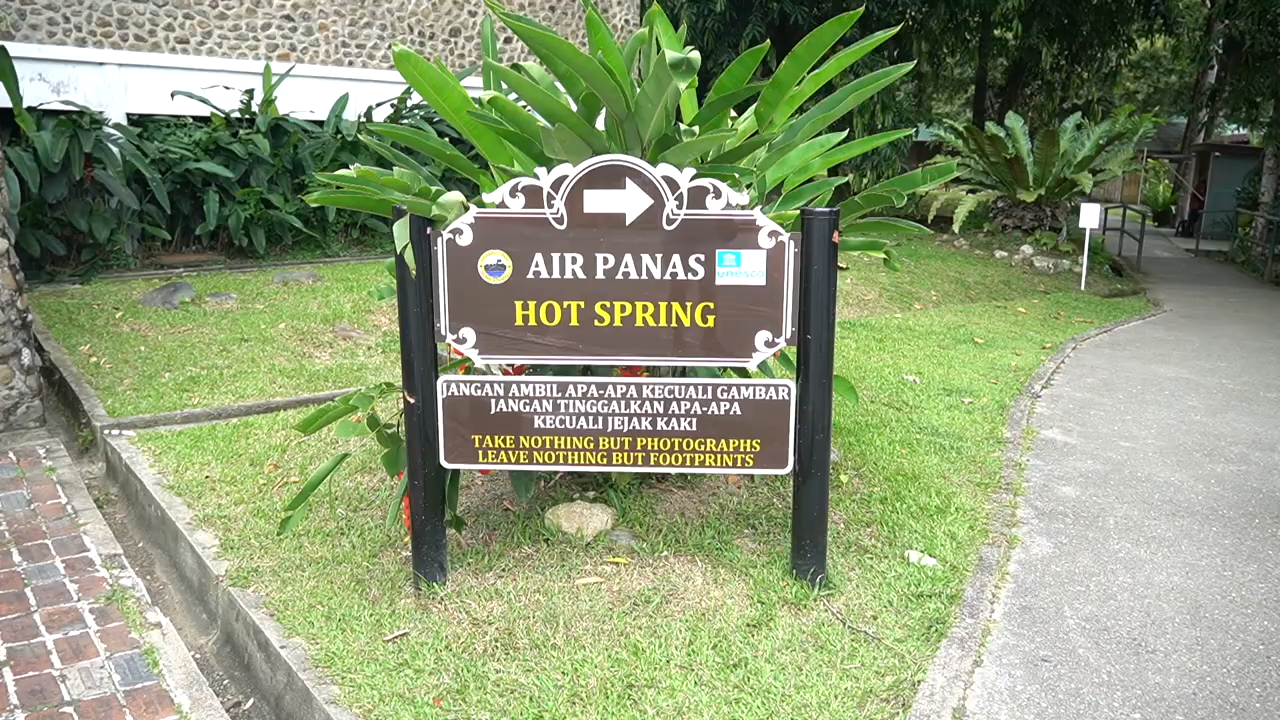 AIR PANAS
unesco
HOT SPRING
JANGAN AMBIL APA-APA KECUALI GAMBAR
JANGAN TINGGALKAN APA-APA
KECUALI JEJAK KAKI
TAKE NOTHING BUT PHOTOGRAPHS
LEAVE NOTHING BUT FOOTPRINTS